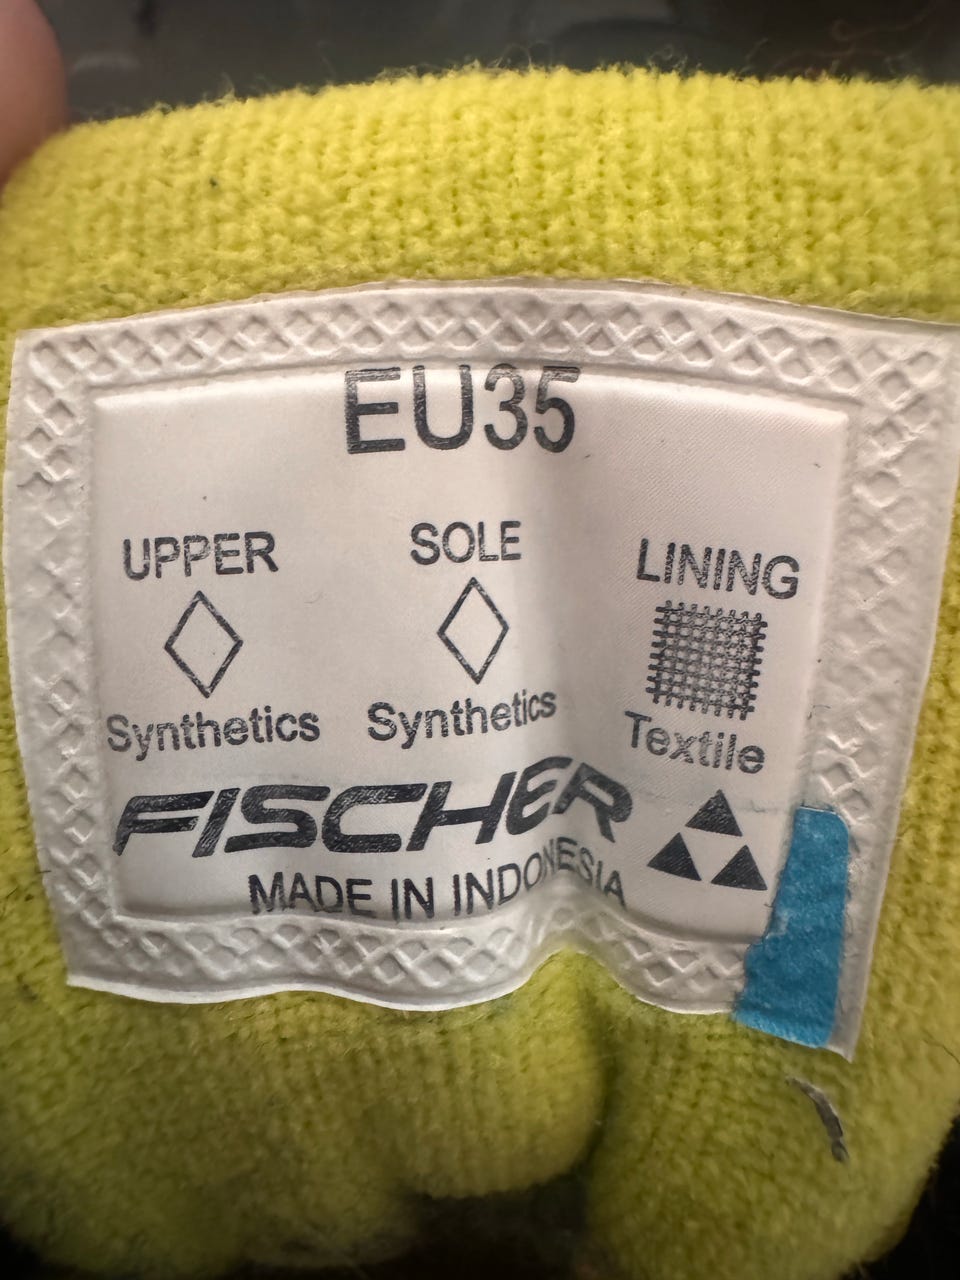 EU35
UPPER SOLE LINING
Synthetics Synthetics Textile
FISCHER
MADE IN INDONESIA